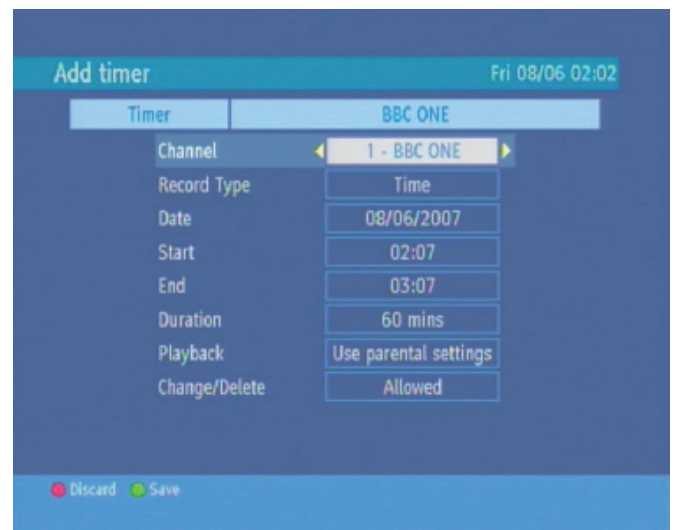 Add timer Fri 08/06 02:02
Timer BBC ONE
Channel 1 - BBC ONE
Record Type Time
Date 08/06/2007
Start 02:07
End 03:07
Duration 60 mins
Playback Use parental settings
Change/Delete Allowed
Discard Save